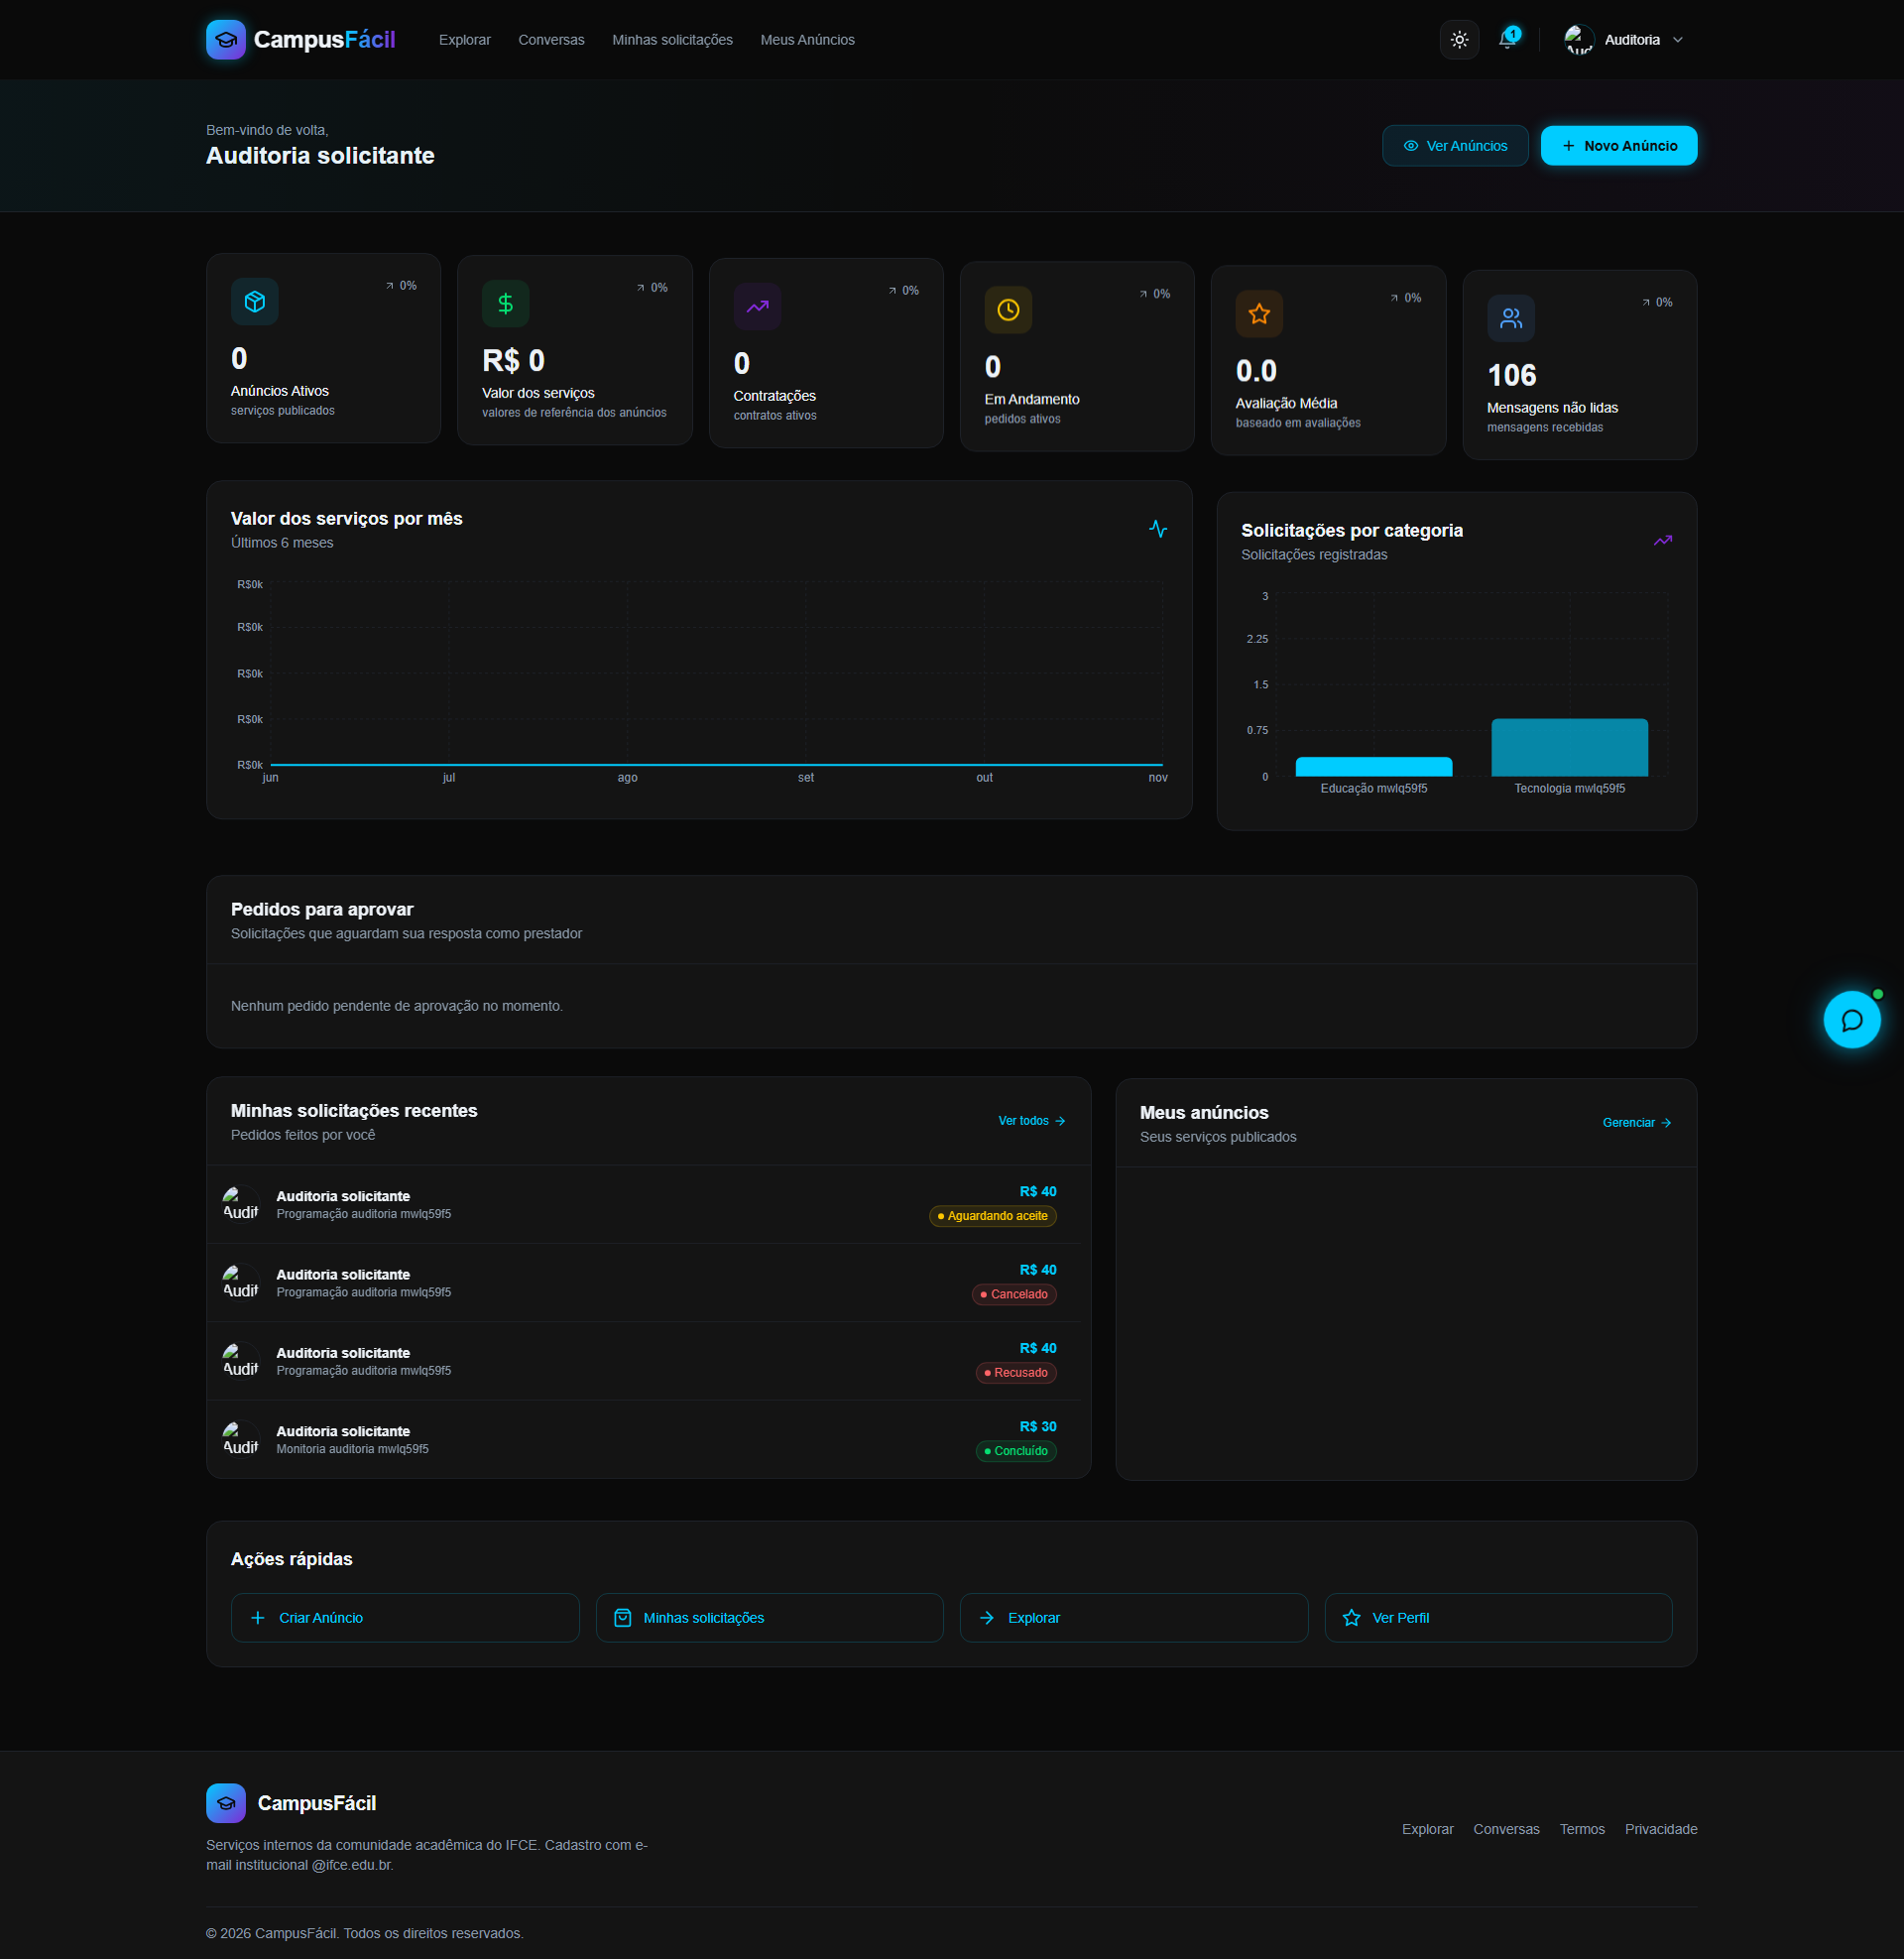 CampusFácil
Explorar
Conversas
Minhas solicitações
Meus Anúncios
1
Auditoria
Bem-vindo de volta,
Auditoria solicitante
Ver Anúncios
Novo Anúncio
0%
0
Anúncios Ativos
serviços publicados
0%
R$ 0
Valor dos serviços
valores de referência dos anúncios
0%
0
Contratações
contratos ativos
0%
0
Em Andamento
pedidos ativos
0%
0.0
Avaliação Média
baseado em avaliações
0%
106
Mensagens não lidas
mensagens recebidas
Valor dos serviços por mês
Últimos 6 meses
R$0k
R$0k
R$0k
R$0k
R$0k
jun
jul
ago
set
out
nov
Solicitações por categoria
Solicitações registradas
3
2.25
1.5
0.75
0
Educação mwlq59f5
Tecnologia mwlq59f5
Pedidos para aprovar
Solicitações que aguardam sua resposta como prestador
Nenhum pedido pendente de aprovação no momento.
Minhas solicitações recentes
Pedidos feitos por você
Ver todos
Audit
Auditoria solicitante
Programação auditoria mwlq59f5
R$ 40
Aguardando aceite
Audit
Auditoria solicitante
Programação auditoria mwlq59f5
R$ 40
Cancelado
Audit
Auditoria solicitante
Programação auditoria mwlq59f5
R$ 40
Recusado
Audit
Auditoria solicitante
Monitoria auditoria mwlq59f5
R$ 30
Concluído
Meus anúncios
Seus serviços publicados
Gerenciar
Ações rápidas
Criar Anúncio
Minhas solicitações
Explorar
Ver Perfil
CampusFácil
Serviços internos da comunidade acadêmica do IFCE. Cadastro com e-
mail institucional @ifce.edu.br.
Explorar
Conversas
Termos
Privacidade
© 2026 CampusFácil. Todos os direitos reservados.